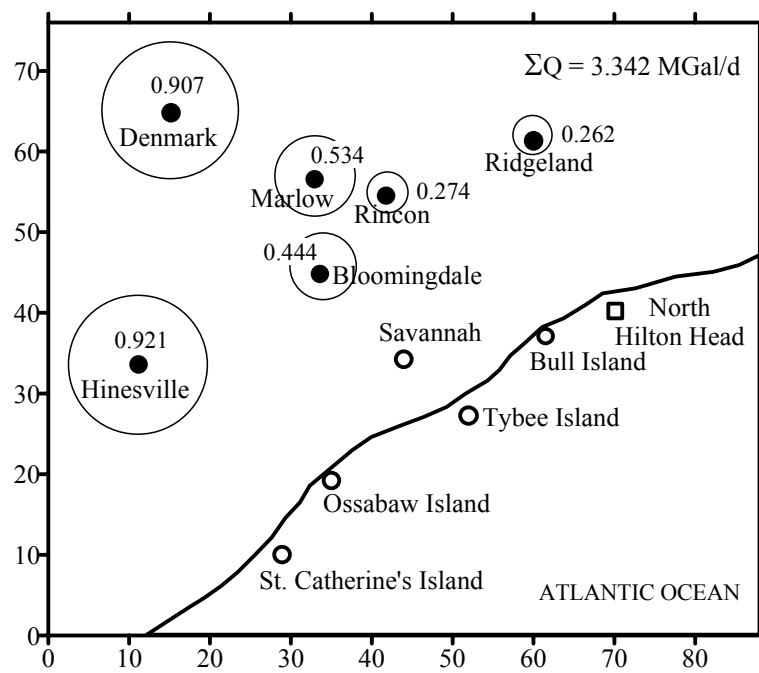 70
60
50
40
30
20
10
0
0 10 20 30 40 50 60 70 80
ΣQ = 3.342 MGal/d
0.907
Denmark
0.534
Marlow
0.274
Rincon
0.262
Ridgeland
0.444
Bloomingdale
0.921
Hinesville
Savannah
North
Hilton Head
Bull Island
Tybee Island
Ossabaw Island
St. Catherine's Island
ATLANTIC OCEAN